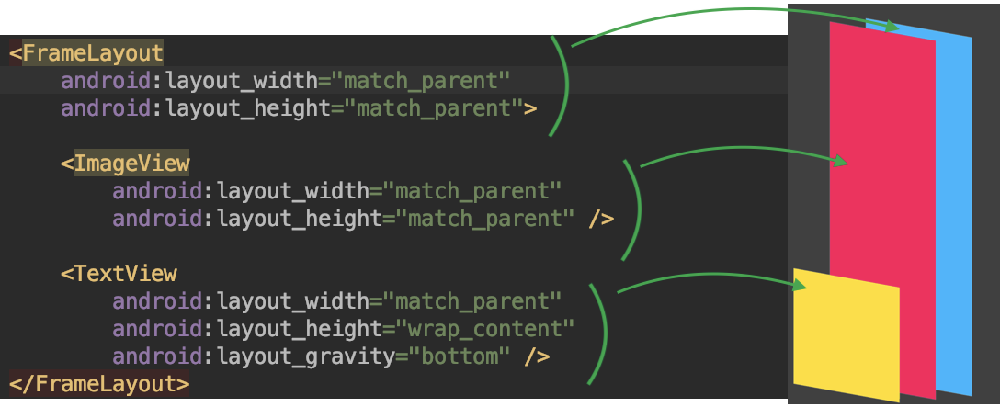 <FrameLayout
android:layout_width="match_parent"
android:layout_height="match_parent">
<ImageView
android:layout_width="match_parent"
android:layout_height="match_parent" />
<TextView
android:layout_width="match_parent"
android:layout_height="wrap_content"
android:layout_gravity="bottom" />
</FrameLayout>